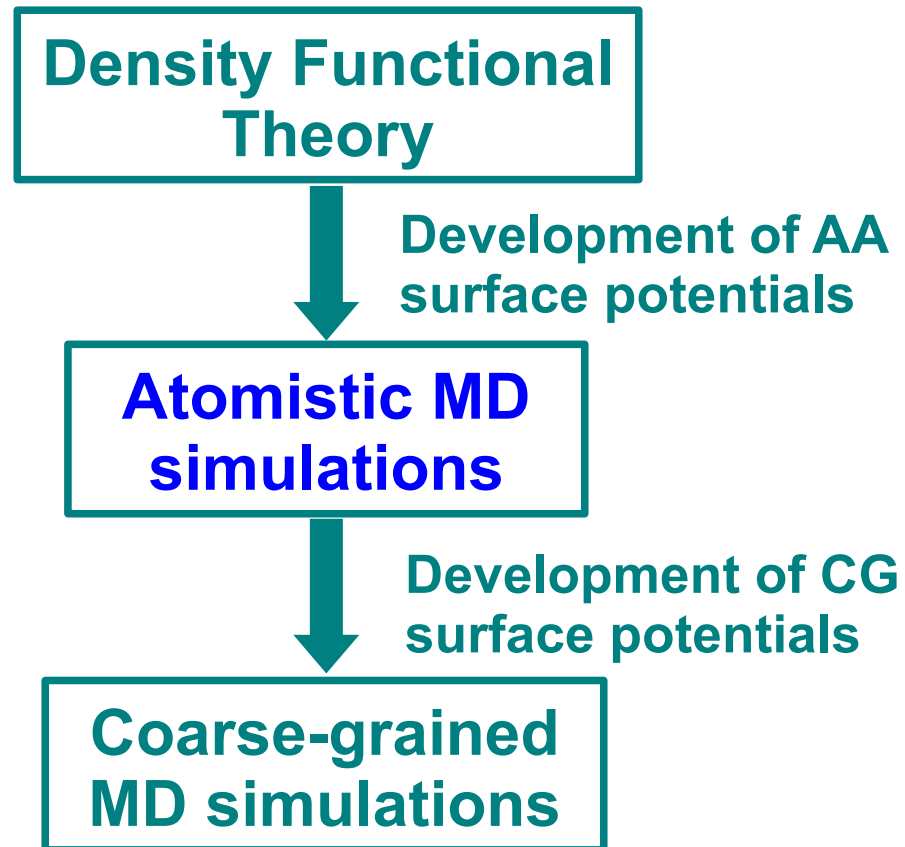 Density Functional
Theory
Development of AA
surface potentials
Atomistic MD
simulations
Development of CG
surface potentials
Coarse-grained
MD simulations